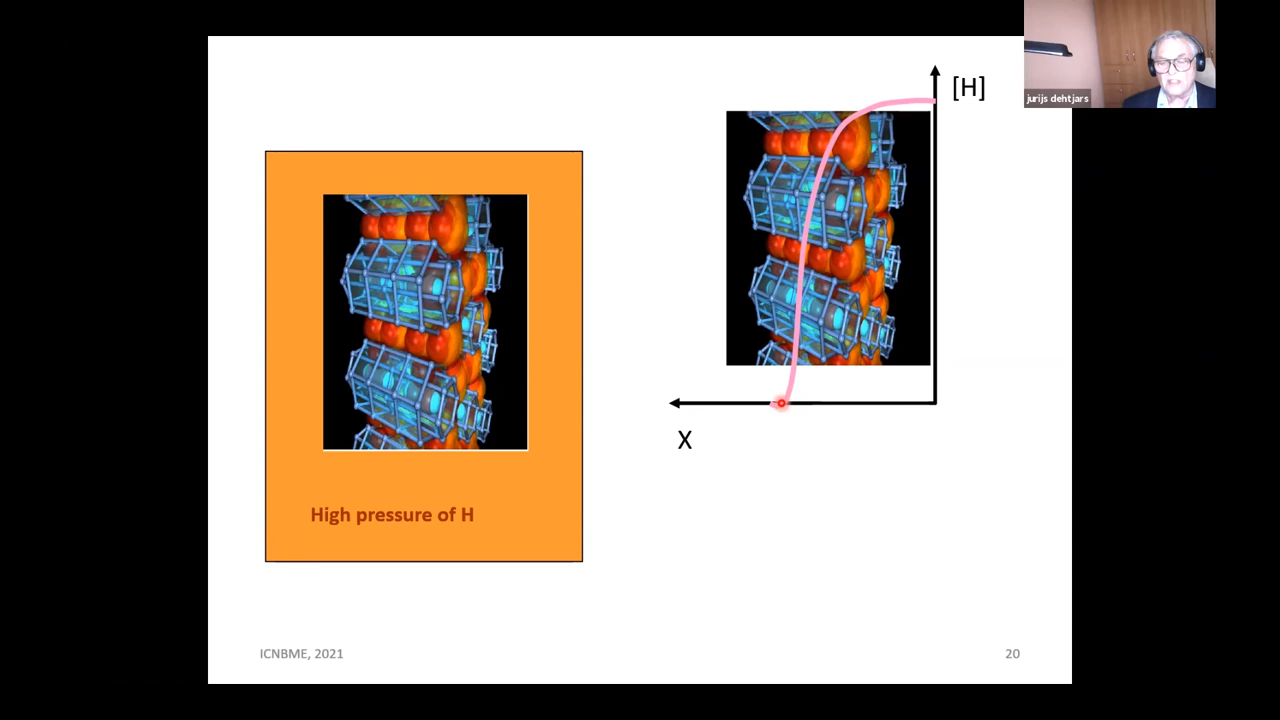 [H]
jurijs dehtjars
X
High pressure of H
ICNBME, 2021
20